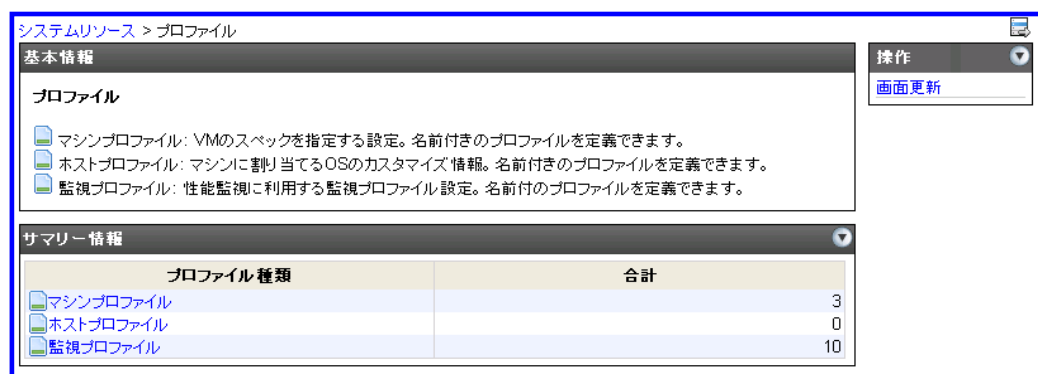 システムリソース > プロファイル
基本情報
プロファイル
マシンプロファイル: VMのスペックを指定する設定。名前付きのプロファイルを定義できます。
ホストプロファイル: マシンに割り当てるOSのカスタマイズ情報。名前付きのプロファイルを定義できます。
監視プロファイル: 性能監視に利用する監視プロファイル設定。名前付のプロファイルを定義できます。
サマリー情報
プロファイル種類 合計
マシンプロファイル 3
ホストプロファイル 0
監視プロファイル 10
操作
画面更新